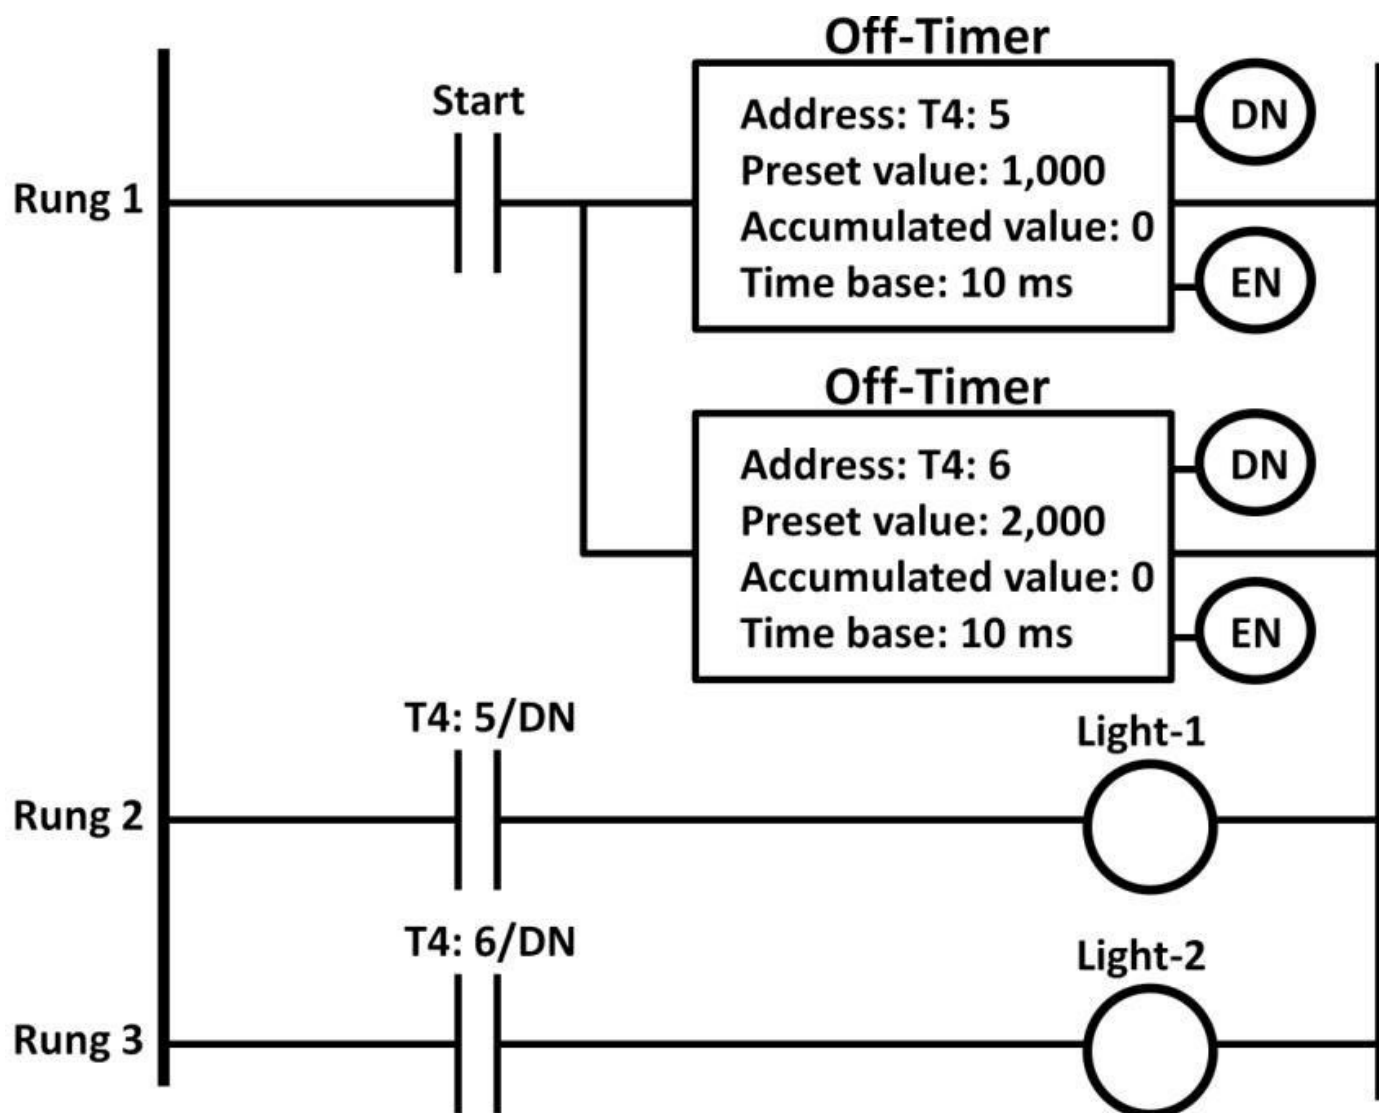 Off-Timer
Start
Rung 1
Address: T4: 5
Preset value: 1,000
Accumulated value: 0
Time base: 10 ms
DN
EN
Off-Timer
Address: T4: 6
Preset value: 2,000
Accumulated value: 0
Time base: 10 ms
DN
EN
T4: 5/DN
Light-1
Rung 2
T4: 6/DN
Light-2
Rung 3